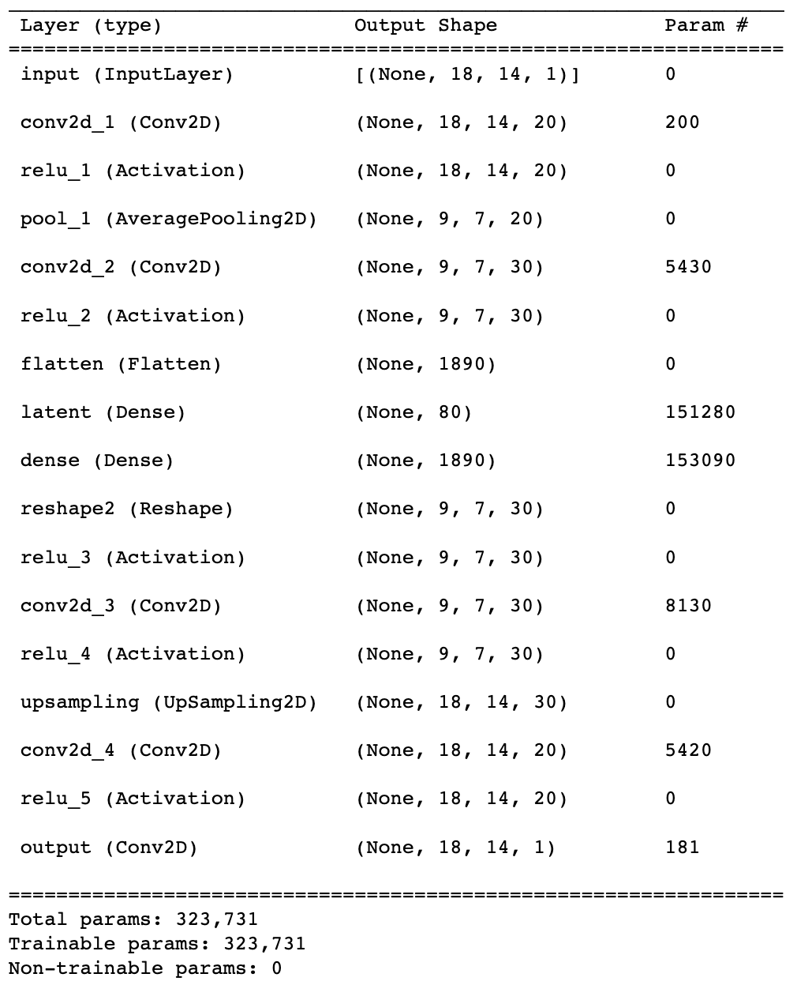 Layer (type) Output Shape Param #
input (InputLayer) [(None, 18, 14, 1)] 0
conv2d_1 (Conv2D) (None, 18, 14, 20) 200
relu_1 (Activation) (None, 18, 14, 20) 0
pool_1 (AveragePooling2D) (None, 9, 7, 20) 0
conv2d_2 (Conv2D) (None, 9, 7, 30) 5430
relu_2 (Activation) (None, 9, 7, 30) 0
flatten (Flatten) (None, 1890) 0
latent (Dense) (None, 80) 151280
dense (Dense) (None, 1890) 153090
reshape2 (Reshape) (None, 9, 7, 30) 0
relu_3 (Activation) (None, 9, 7, 30) 0
conv2d_3 (Conv2D) (None, 9, 7, 30) 8130
relu_4 (Activation) (None, 9, 7, 30) 0
upsampling (UpSampling2D) (None, 18, 14, 30) 0
conv2d_4 (Conv2D) (None, 18, 14, 20) 5420
relu_5 (Activation) (None, 18, 14, 20) 0
output (Conv2D) (None, 18, 14, 1) 181
Total params: 323,731
Trainable params: 323,731
Non-trainable params: 0